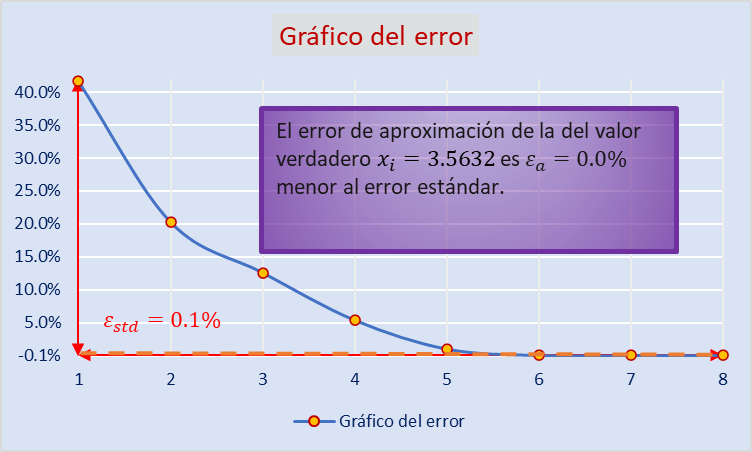 Gráfico del error
40.0%
35.0%
30.0%
25.0%
20.0%
15.0%
10.0%
5.0%
-0.1%
El error de aproximación de la del valor
verdadero 𝑥𝑖 = 3.5632 es 𝜀𝑎 = 0.0%
menor al error estándar.
𝜀𝑠𝑡𝑑 = 0.1%
1 2 3 4 5 6 7 8
Gráfico del error